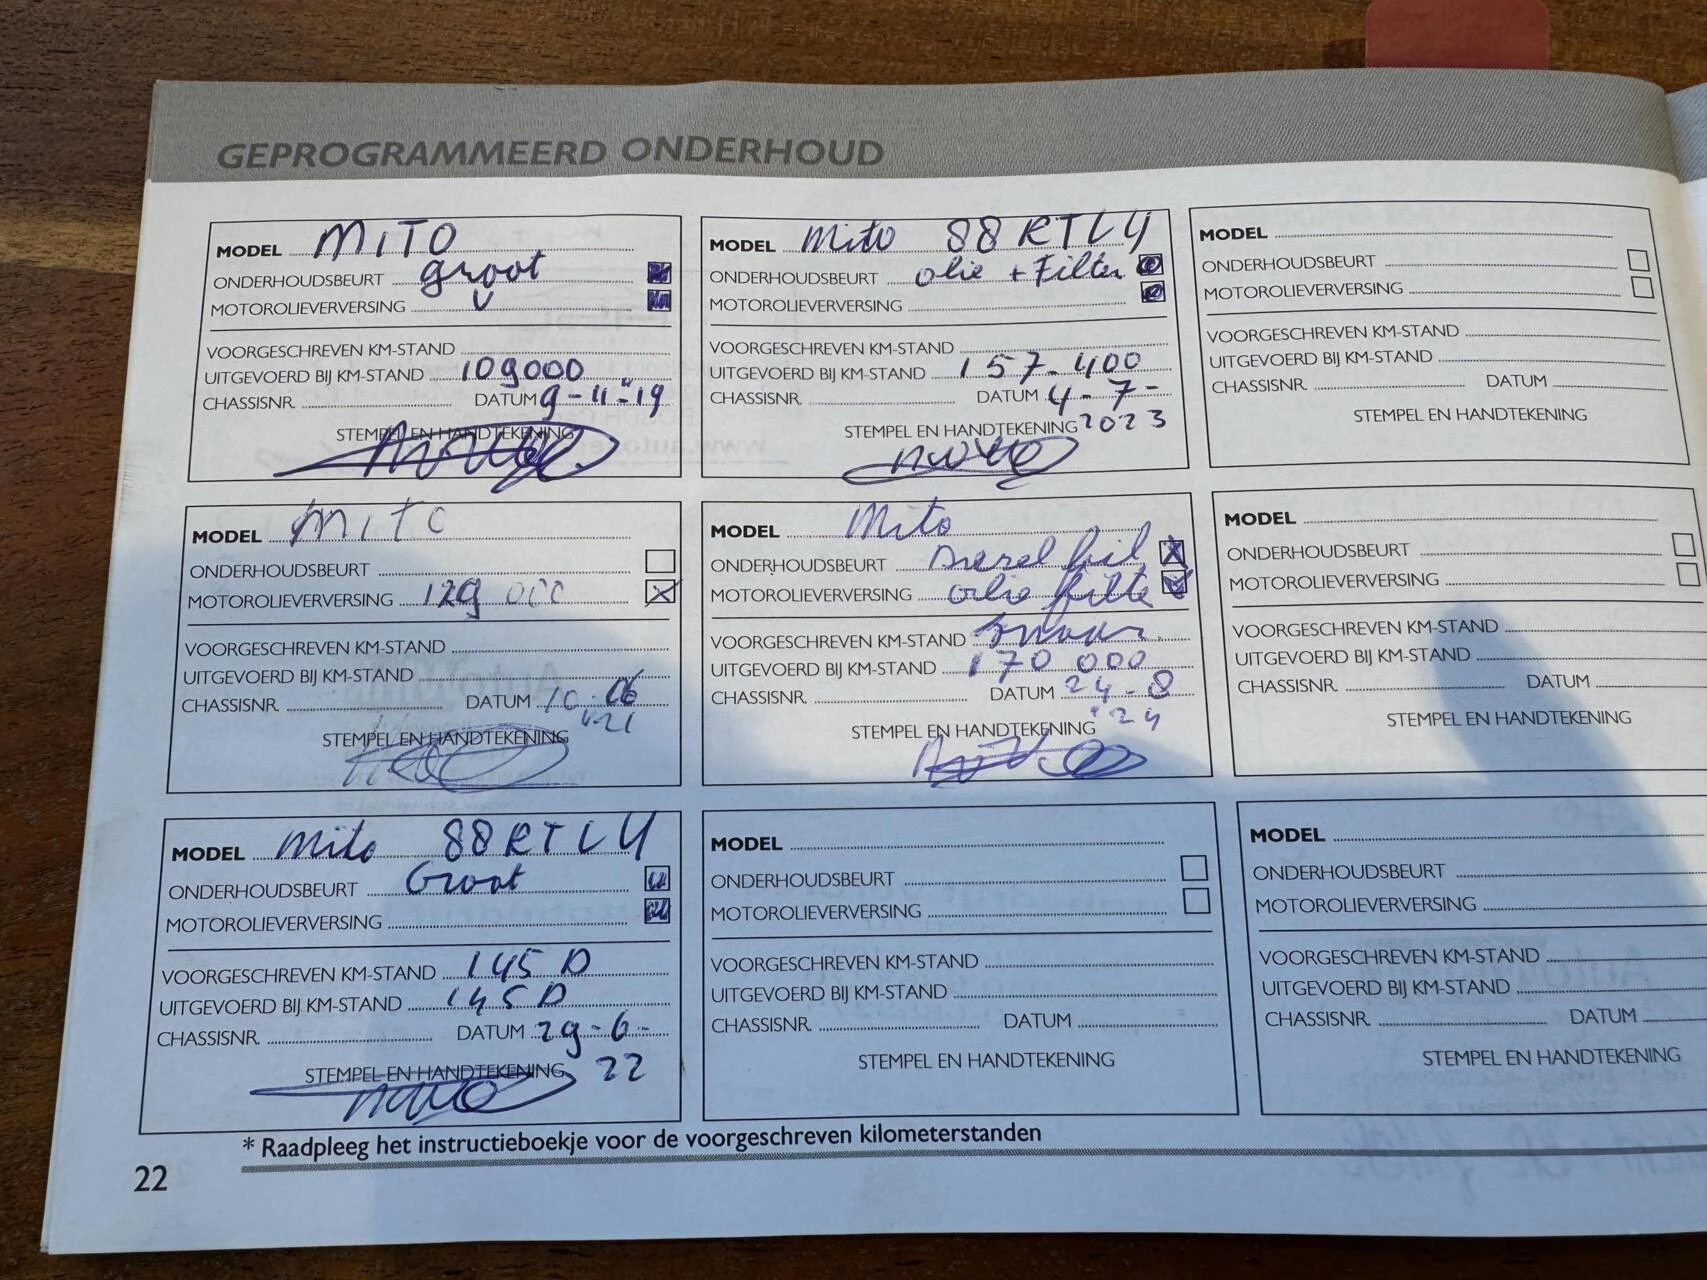 GEPROGRAMMEERD ONDERHOUD
MODEL MITO
ONDERHOUDSBEURT groot
MOTOROLIEVERVERSING v
VOORGESCHREVEN KM-STAND
UITGEVOERD BIJ KM-STAND 109000
CHASSISNR. DATUM 9-11-19
STEMPEL EN HANDTEKENING
MODEL MITO
ONDERHOUDSBEURT
MOTOROLIEVERVERSING 129 000
VOORGESCHREVEN KM-STAND
UITGEVOERD BIJ KM-STAND
CHASSISNR. DATUM 10-06
-21
STEMPEL EN HANDTEKENING
MODEL Mito 88RTLY
ONDERHOUDSBEURT Groot
MOTOROLIEVERVERSING
VOORGESCHREVEN KM-STAND 145 D
UITGEVOERD BIJ KM-STAND 145 D
CHASSISNR. DATUM 29-6-
STEMPEL EN HANDTEKENING 22
MODEL Mito 88RTLY
ONDERHOUDSBEURT olie + Filter
MOTOROLIEVERVERSING
VOORGESCHREVEN KM-STAND
UITGEVOERD BIJ KM-STAND 157-400
CHASSISNR. DATUM 4-7-
STEMPEL EN HANDTEKENING 2023
MODEL Mito
ONDERHOUDSBEURT Diesel fil
MOTOROLIEVERVERSING olie filte
VOORGESCHREVEN KM-STAND
UITGEVOERD BIJ KM-STAND 170 000
CHASSISNR. DATUM 24-8
'24
STEMPEL EN HANDTEKENING
MODEL
ONDERHOUDSBEURT
MOTOROLIEVERVERSING
VOORGESCHREVEN KM-STAND
UITGEVOERD BIJ KM-STAND
CHASSISNR. DATUM
STEMPEL EN HANDTEKENING
MODEL
ONDERHOUDSBEURT
MOTOROLIEVERVERSING
VOORGESCHREVEN KM-STAND
UITGEVOERD BIJ KM-STAND
CHASSISNR. DATUM
STEMPEL EN HANDTEKENING
MODEL
ONDERHOUDSBEURT
MOTOROLIEVERVERSING
VOORGESCHREVEN KM-STAND
UITGEVOERD BIJ KM-STAND
CHASSISNR. DATUM
STEMPEL EN HANDTEKENING
MODEL
ONDERHOUDSBEURT
MOTOROLIEVERVERSING
VOORGESCHREVEN KM-STAND
UITGEVOERD BIJ KM-STAND
CHASSISNR. DATUM
STEMPEL EN HANDTEKENING
* Raadpleeg het instructieboekje voor de voorgeschreven kilometerstanden
22